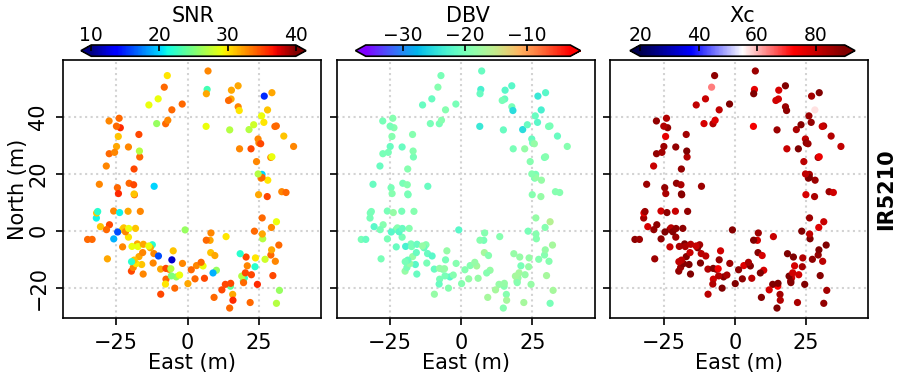 SNR DBV Xc
10 20 30 40 −30 −20 −10 20 40 60 80
40
20
0
−20
North (m)
IR5210
−25 0 25 −25 0 25 −25 0 25
East (m) East (m) East (m)